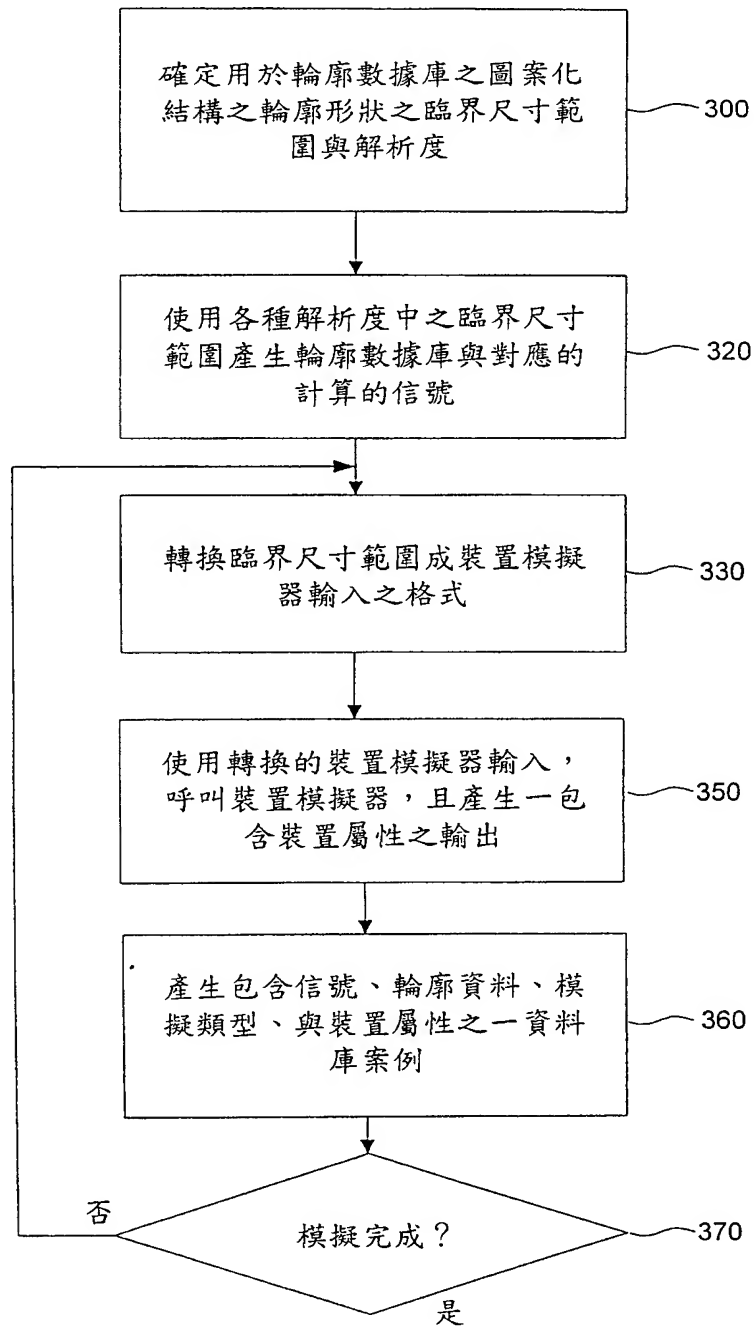 確定用於輪廓數據庫之圖案化
結構之輪廓形狀之臨界尺寸範
圍與解析度
300
使用各種解析度中之臨界尺寸
範圍產生輪廓數據庫與對應的
計算的信號
320
轉換臨界尺寸範圍成裝置模擬
器輸入之格式
330
使用轉換的裝置模擬器輸入，
呼叫裝置模擬器，且產生一包
含裝置屬性之輸出
350
產生包含信號、輪廓資料、模
擬類型、與裝置屬性之一資料
庫案例
360
否
模擬完成？
370
是